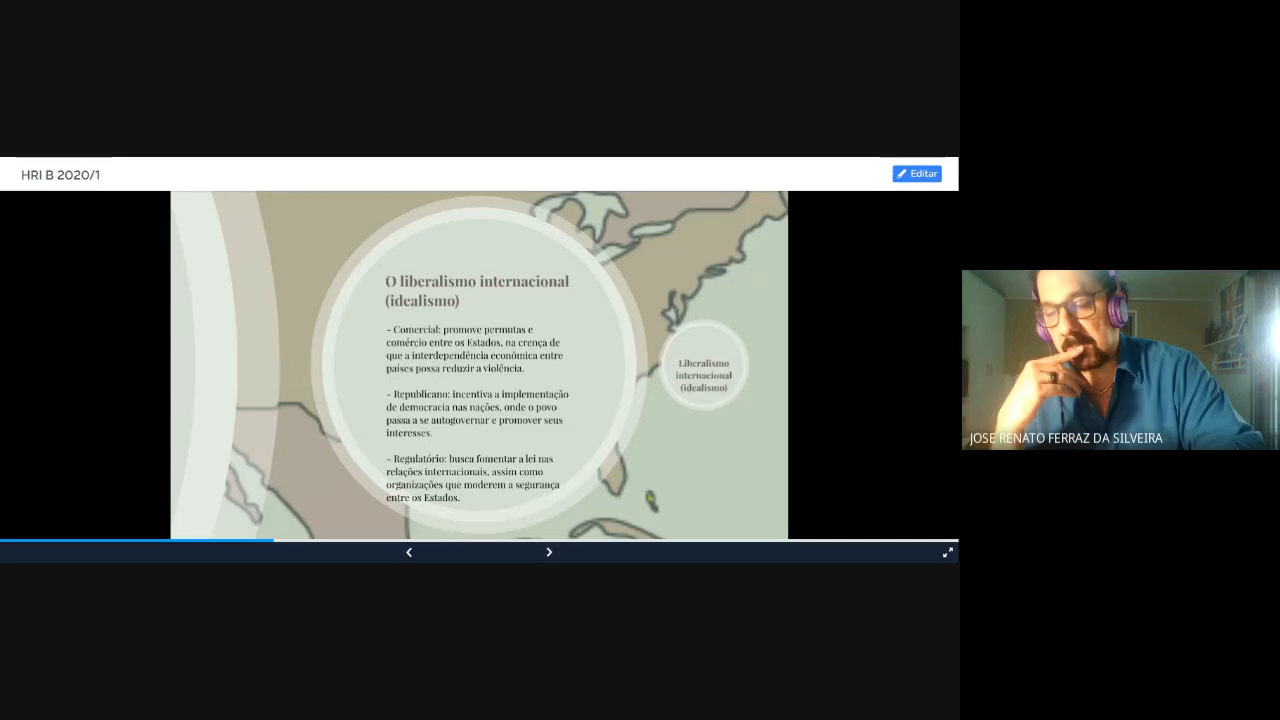 HRI B 2020/1
Editar
O liberalismo internacional
(idealismo)
- Comercial: promove permutas e
comércio entre os Estados, na crença de
que a interdependência econômica entre
países possa reduzir a violência.
- Republicano: incentiva a implementação
de democracia nas nações, onde o povo
passa a se autogovernar e promover seus
interesses.
- Regulatório: busca fomentar a lei nas
relações internacionais, assim como
organizações que moderem a segurança
entre os Estados.
Liberalismo
internacional
(idealismo)
JOSE RENATO FERRAZ DA SILVEIRA